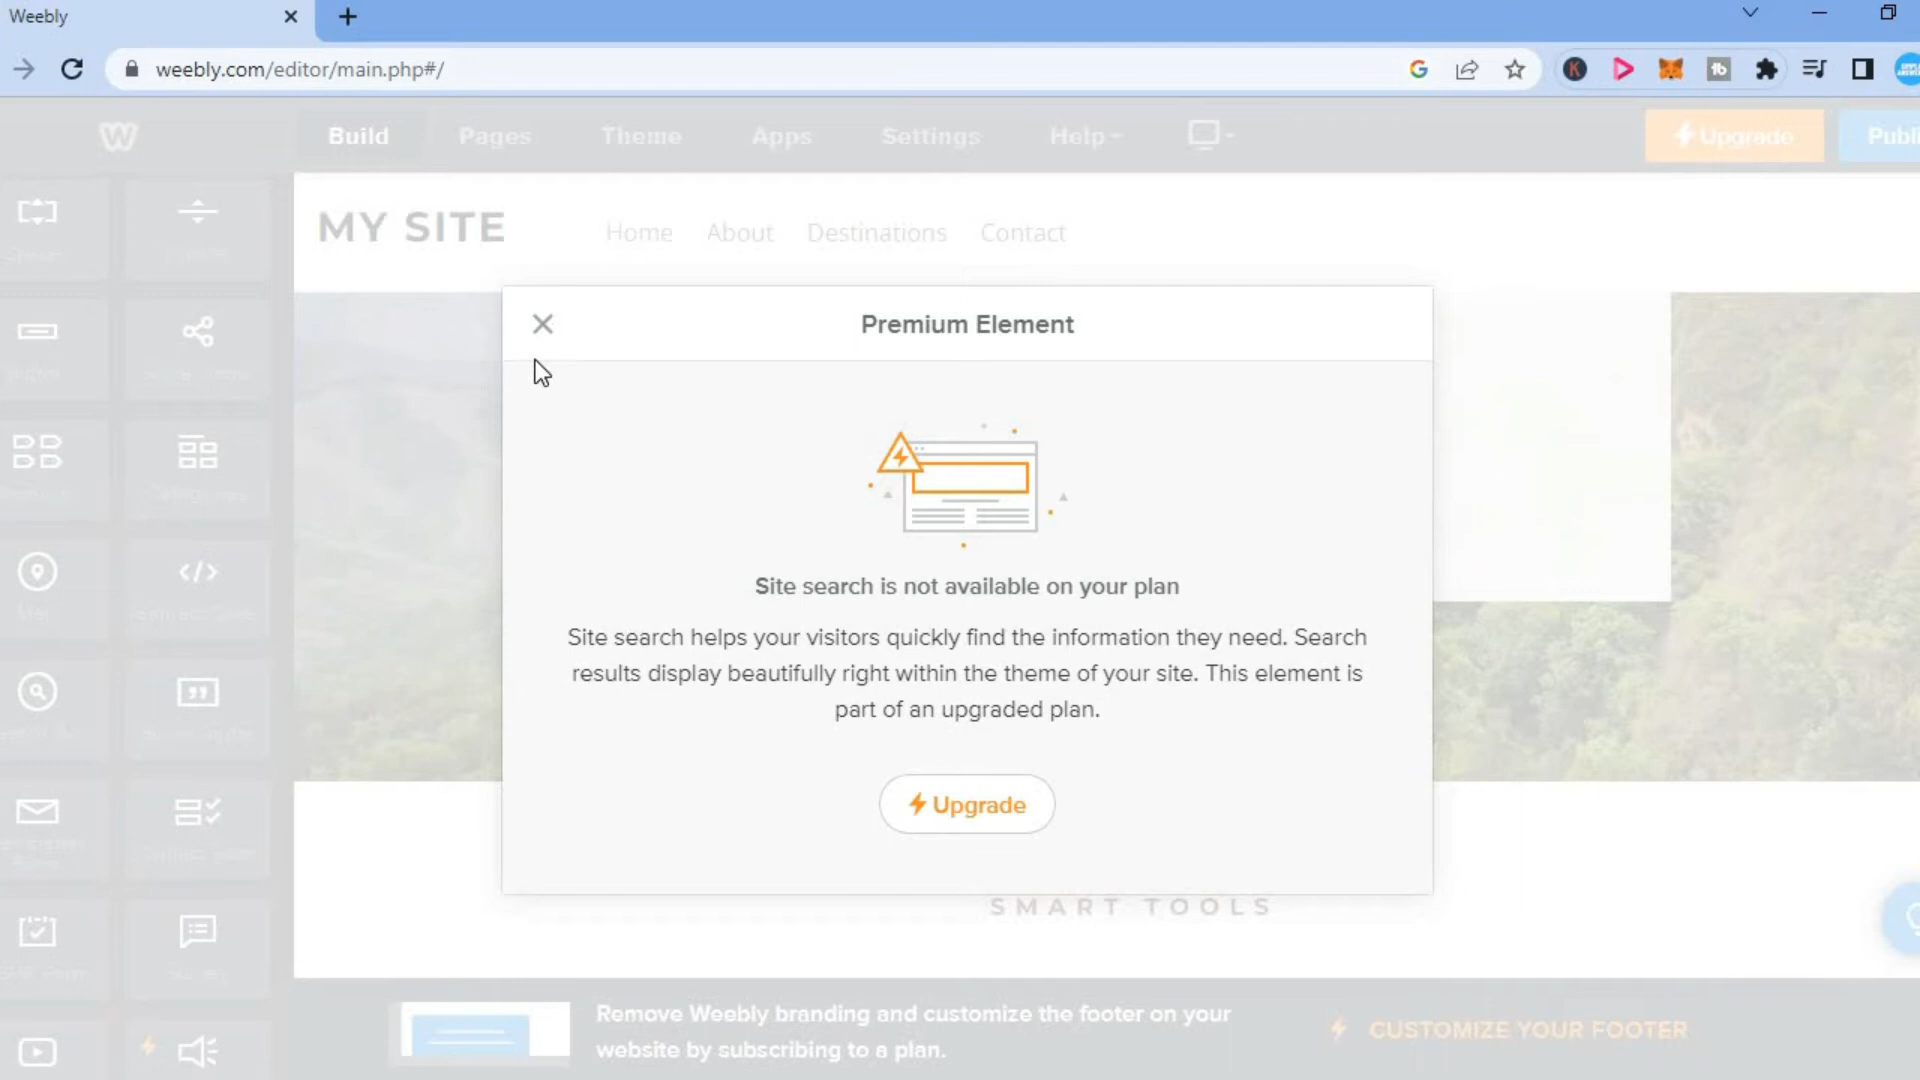 Weebly
weebly.com/editor/main.php#/
Build Pages Theme Apps Settings Help
Upgrade
Publi
MY SITE Home About Destinations Contact
Premium Element
Site search is not available on your plan
Site search helps your visitors quickly find the information they need. Search
results display beautifully right within the theme of your site. This element is
part of an upgraded plan.
Upgrade
SMART TOOLS
Remove Weebly branding and customize the footer on your
website by subscribing to a plan.
CUSTOMIZE YOUR FOOTER